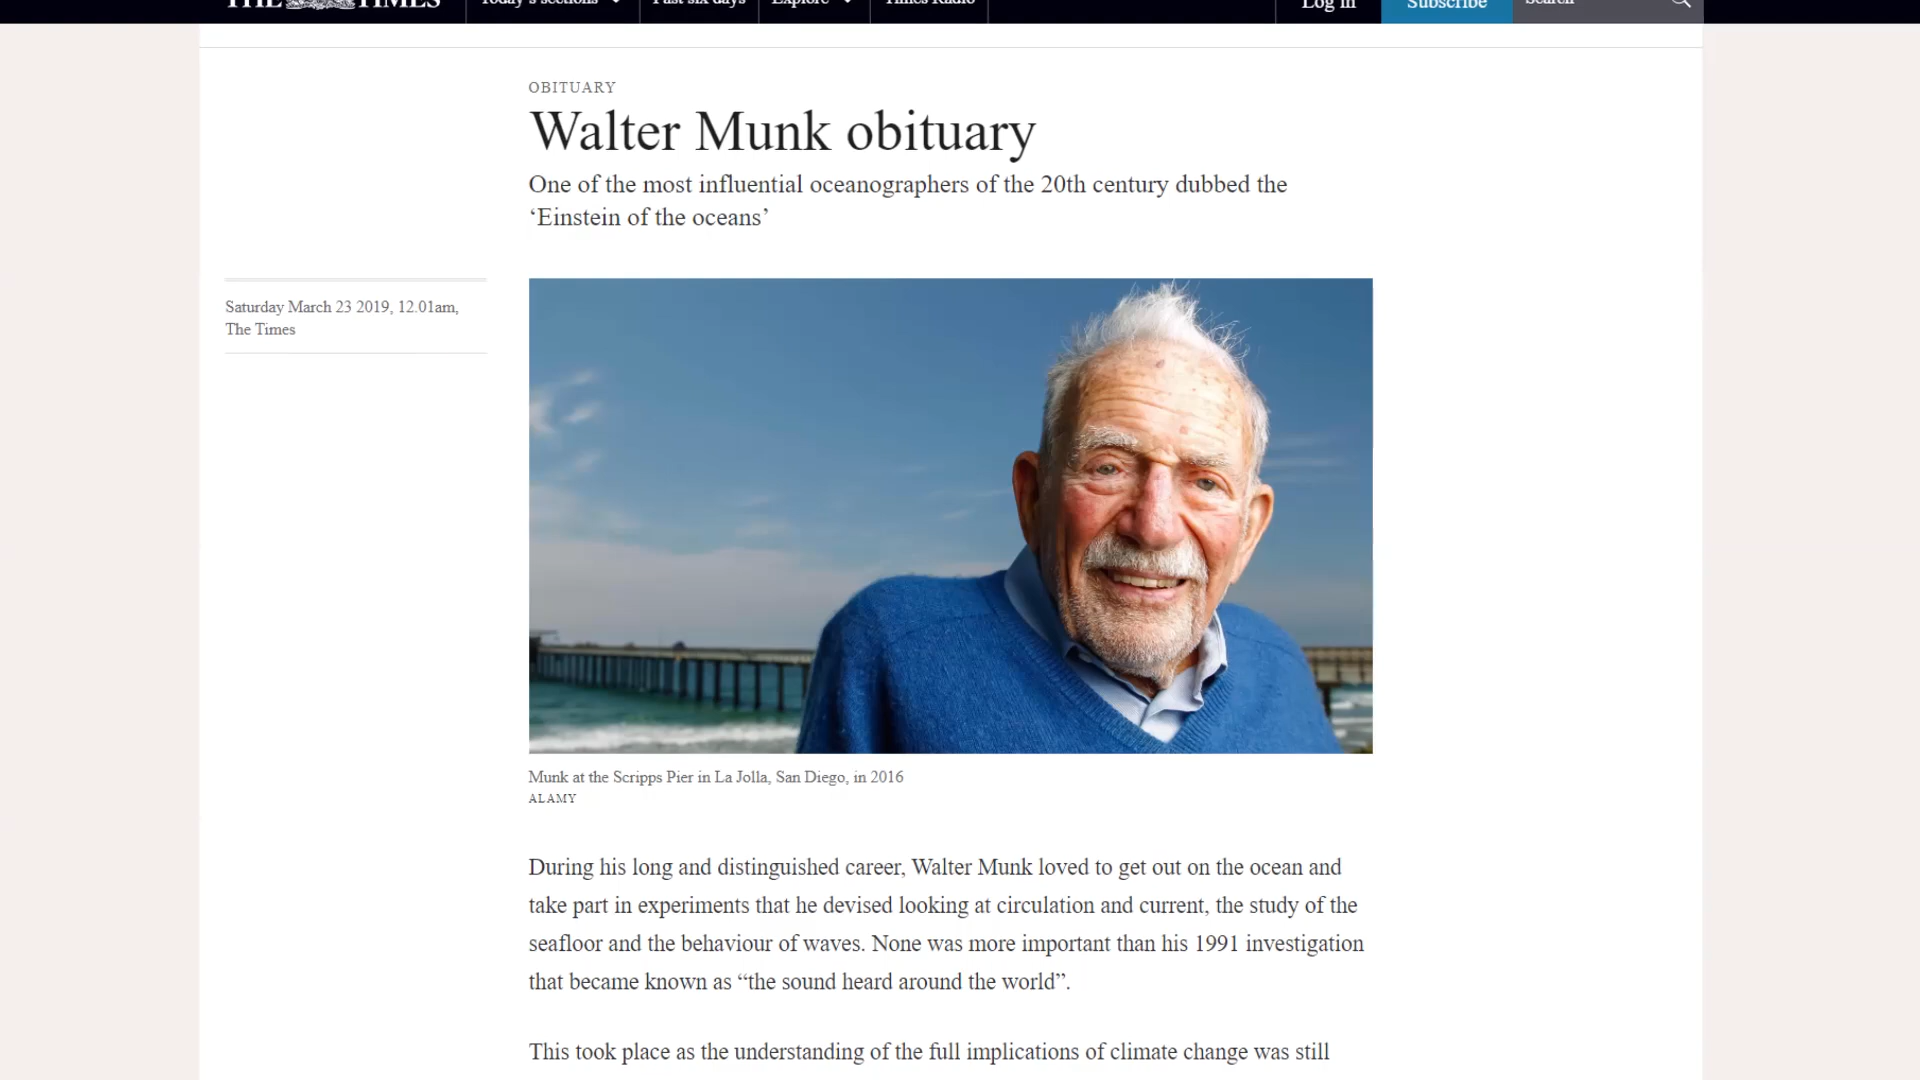 THE TIMES
Today's sections
Past six days
Explore
Times Radio
Log in
Subscribe
Search
OBITUARY
Walter Munk obituary
One of the most influential oceanographers of the 20th century dubbed the
‘Einstein of the oceans’
Saturday March 23 2019, 12.01am,
The Times
Munk at the Scripps Pier in La Jolla, San Diego, in 2016
ALAMY
During his long and distinguished career, Walter Munk loved to get out on the ocean and
take part in experiments that he devised looking at circulation and current, the study of the
seafloor and the behaviour of waves. None was more important than his 1991 investigation
that became known as “the sound heard around the world”.
This took place as the understanding of the full implications of climate change was still